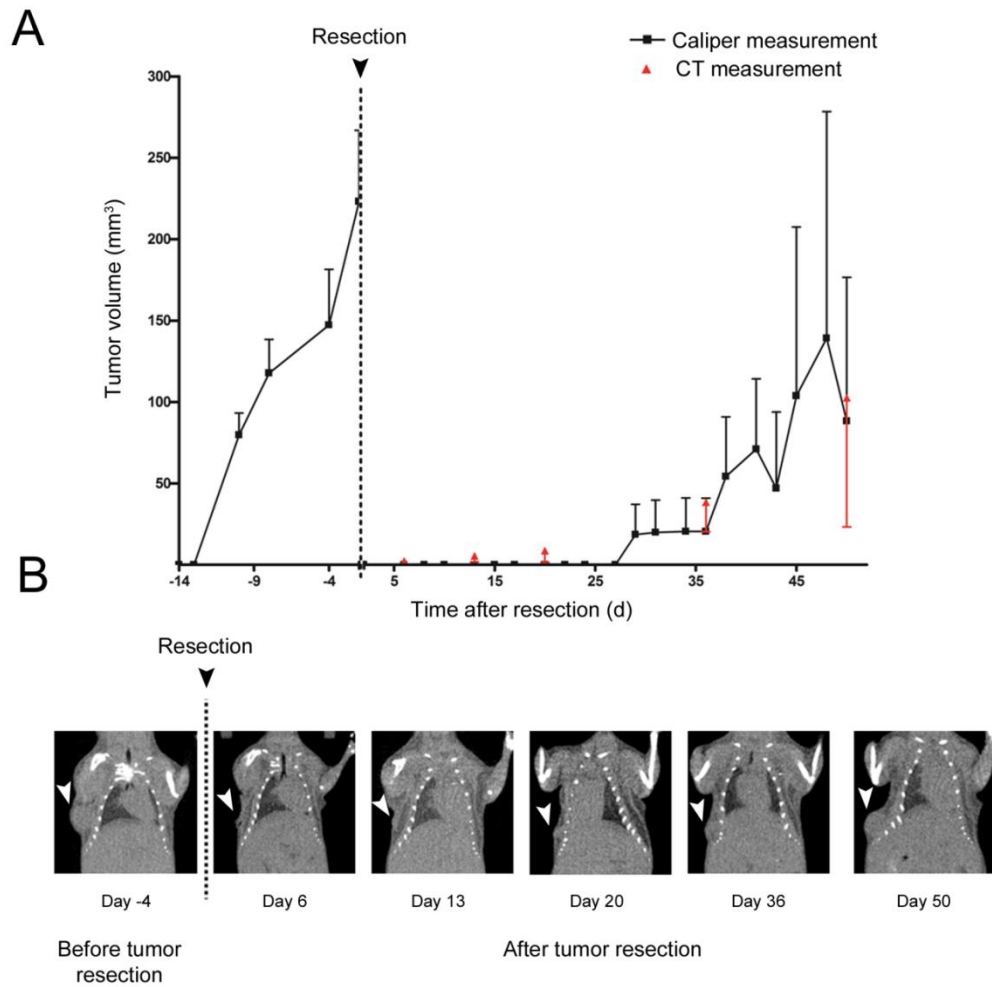 A
Resection
Caliper measurement
CT measurement
Tumor volume (mm³)
300
250
200
150
100
50
-14 -9 -4 5 15 25 35 45
Time after resection (d)
B
Resection
Day -4 Day 6 Day 13 Day 20 Day 36 Day 50
Before tumor
resection
After tumor resection